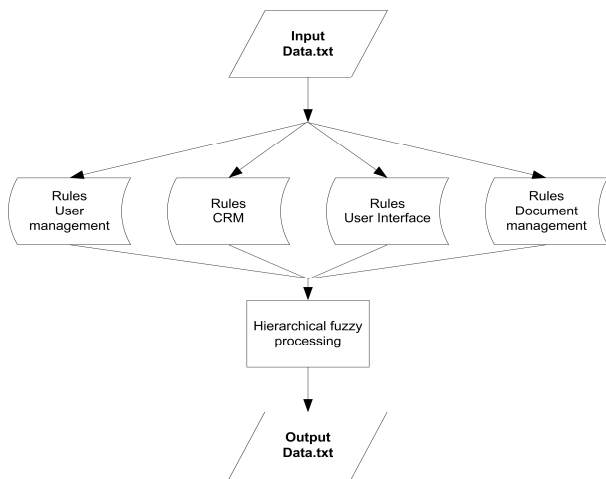 Input
Data.txt
Rules
User
management
Rules
CRM
Rules
User Interface
Rules
Document
management
Hierarchical fuzzy
processing
Output
Data.txt